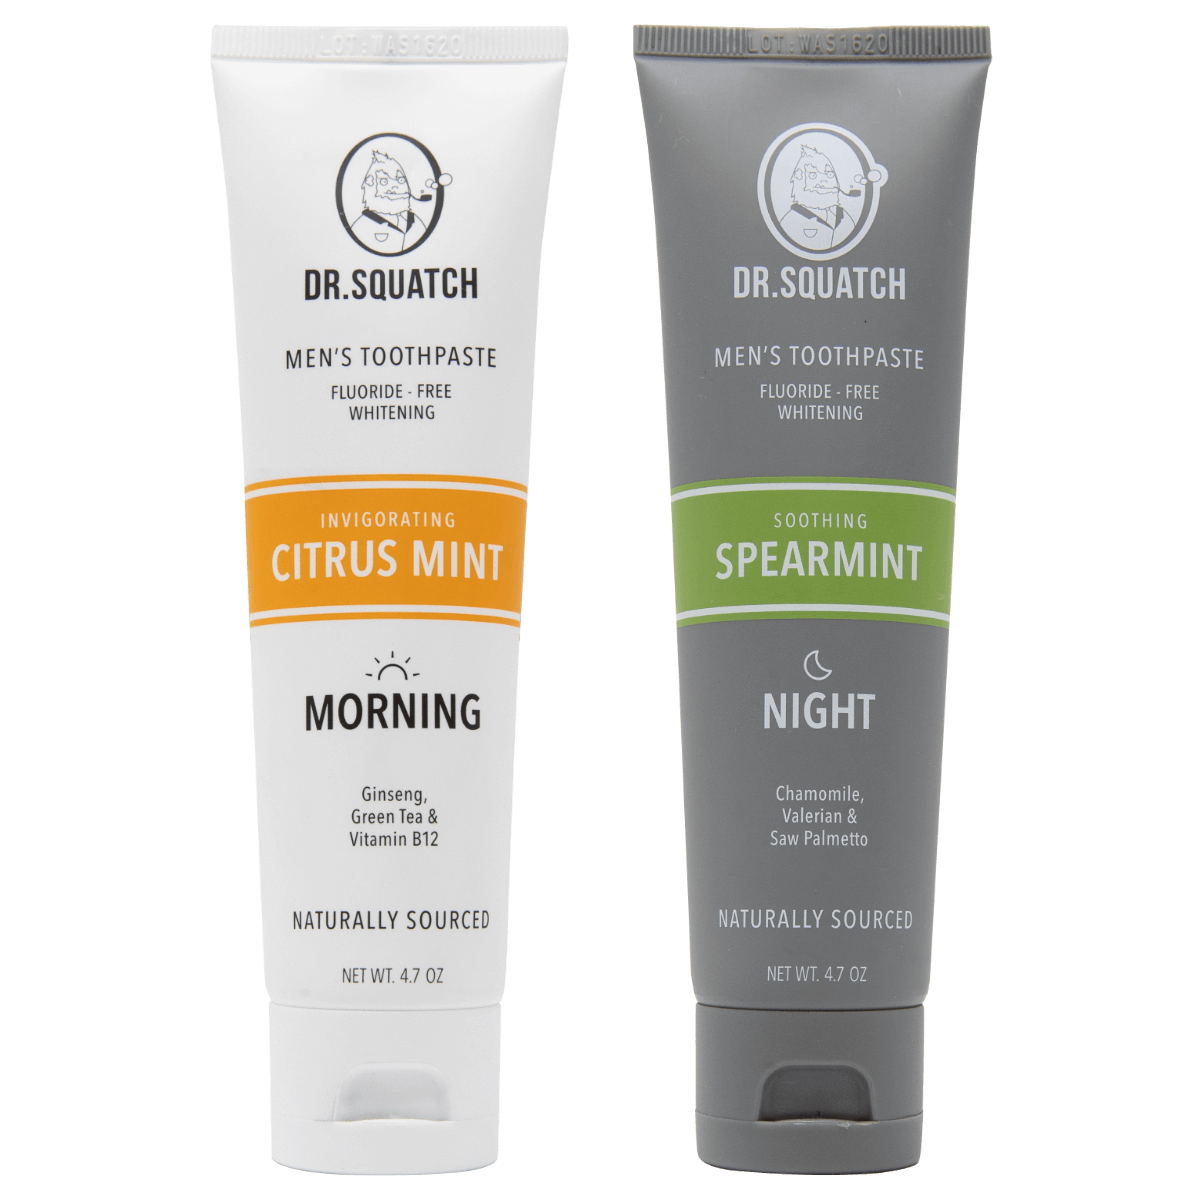 LOT:WAS1620
DR.SQUATCH
MEN'S TOOTHPASTE
FLUORIDE - FREE
WHITENING
INVIGORATING
CITRUS MINT
MORNING
Ginseng,
Green Tea &
Vitamin B12
NATURALLY SOURCED
NET WT. 4.7 OZ
LOT:WAS1620
DR.SQUATCH
MEN'S TOOTHPASTE
FLUORIDE - FREE
WHITENING
SOOTHING
SPEARMINT
NIGHT
Chamomile,
Valerian &
Saw Palmetto
NATURALLY SOURCED
NET WT. 4.7 OZ